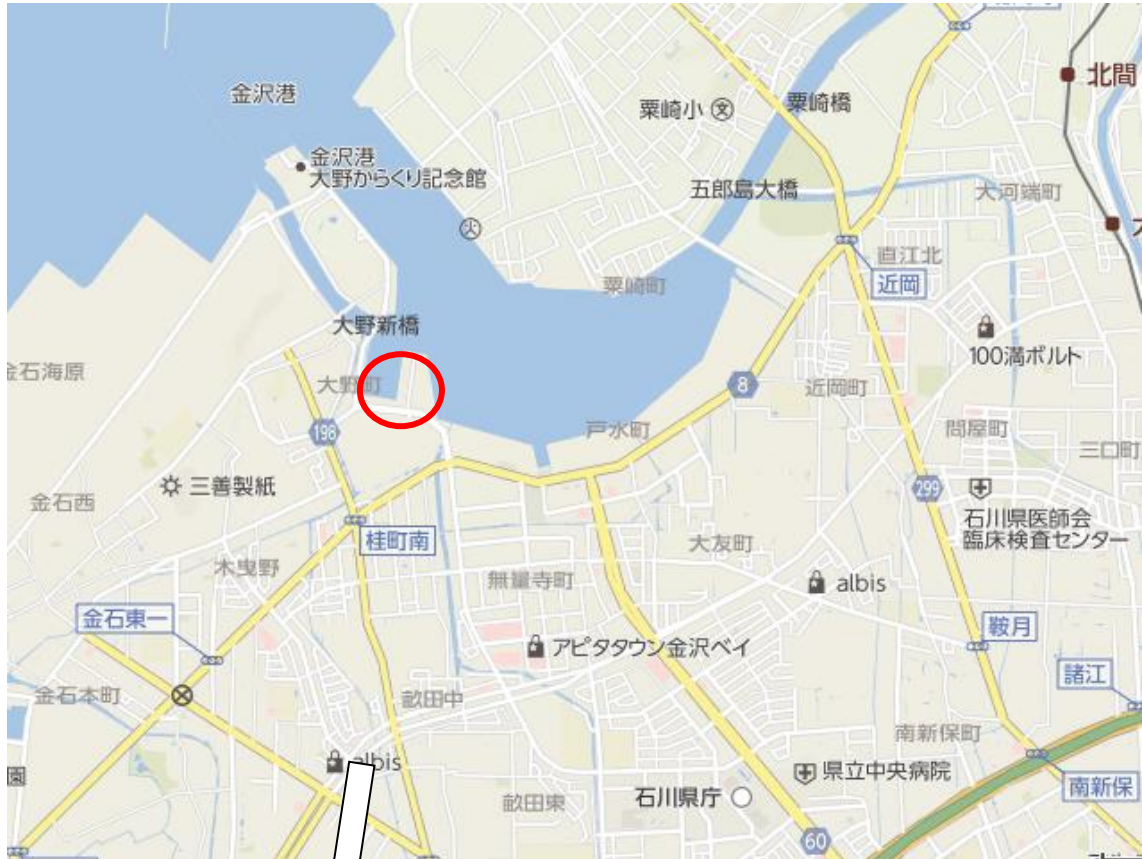 金沢港
北間
粟崎小
粟崎橋
金沢港
大野からくり記念館
五郎島大橋
大河端町
直江北
近岡
粟崎町
大野新橋
金石海原
大野町
100満ボルト
8
近岡町
戸水町
問屋町
198
三口町
三善製紙
金石西
299
石川県医師会
臨床検査センター
桂町南
大友町
木曳野
無量寺町
albis
金石東一
鞍月
アピタタウン金沢ベイ
諸江
金石本町
畝田中
南新保町
albis
園
県立中央病院
南新保
畝田東
石川県庁
60